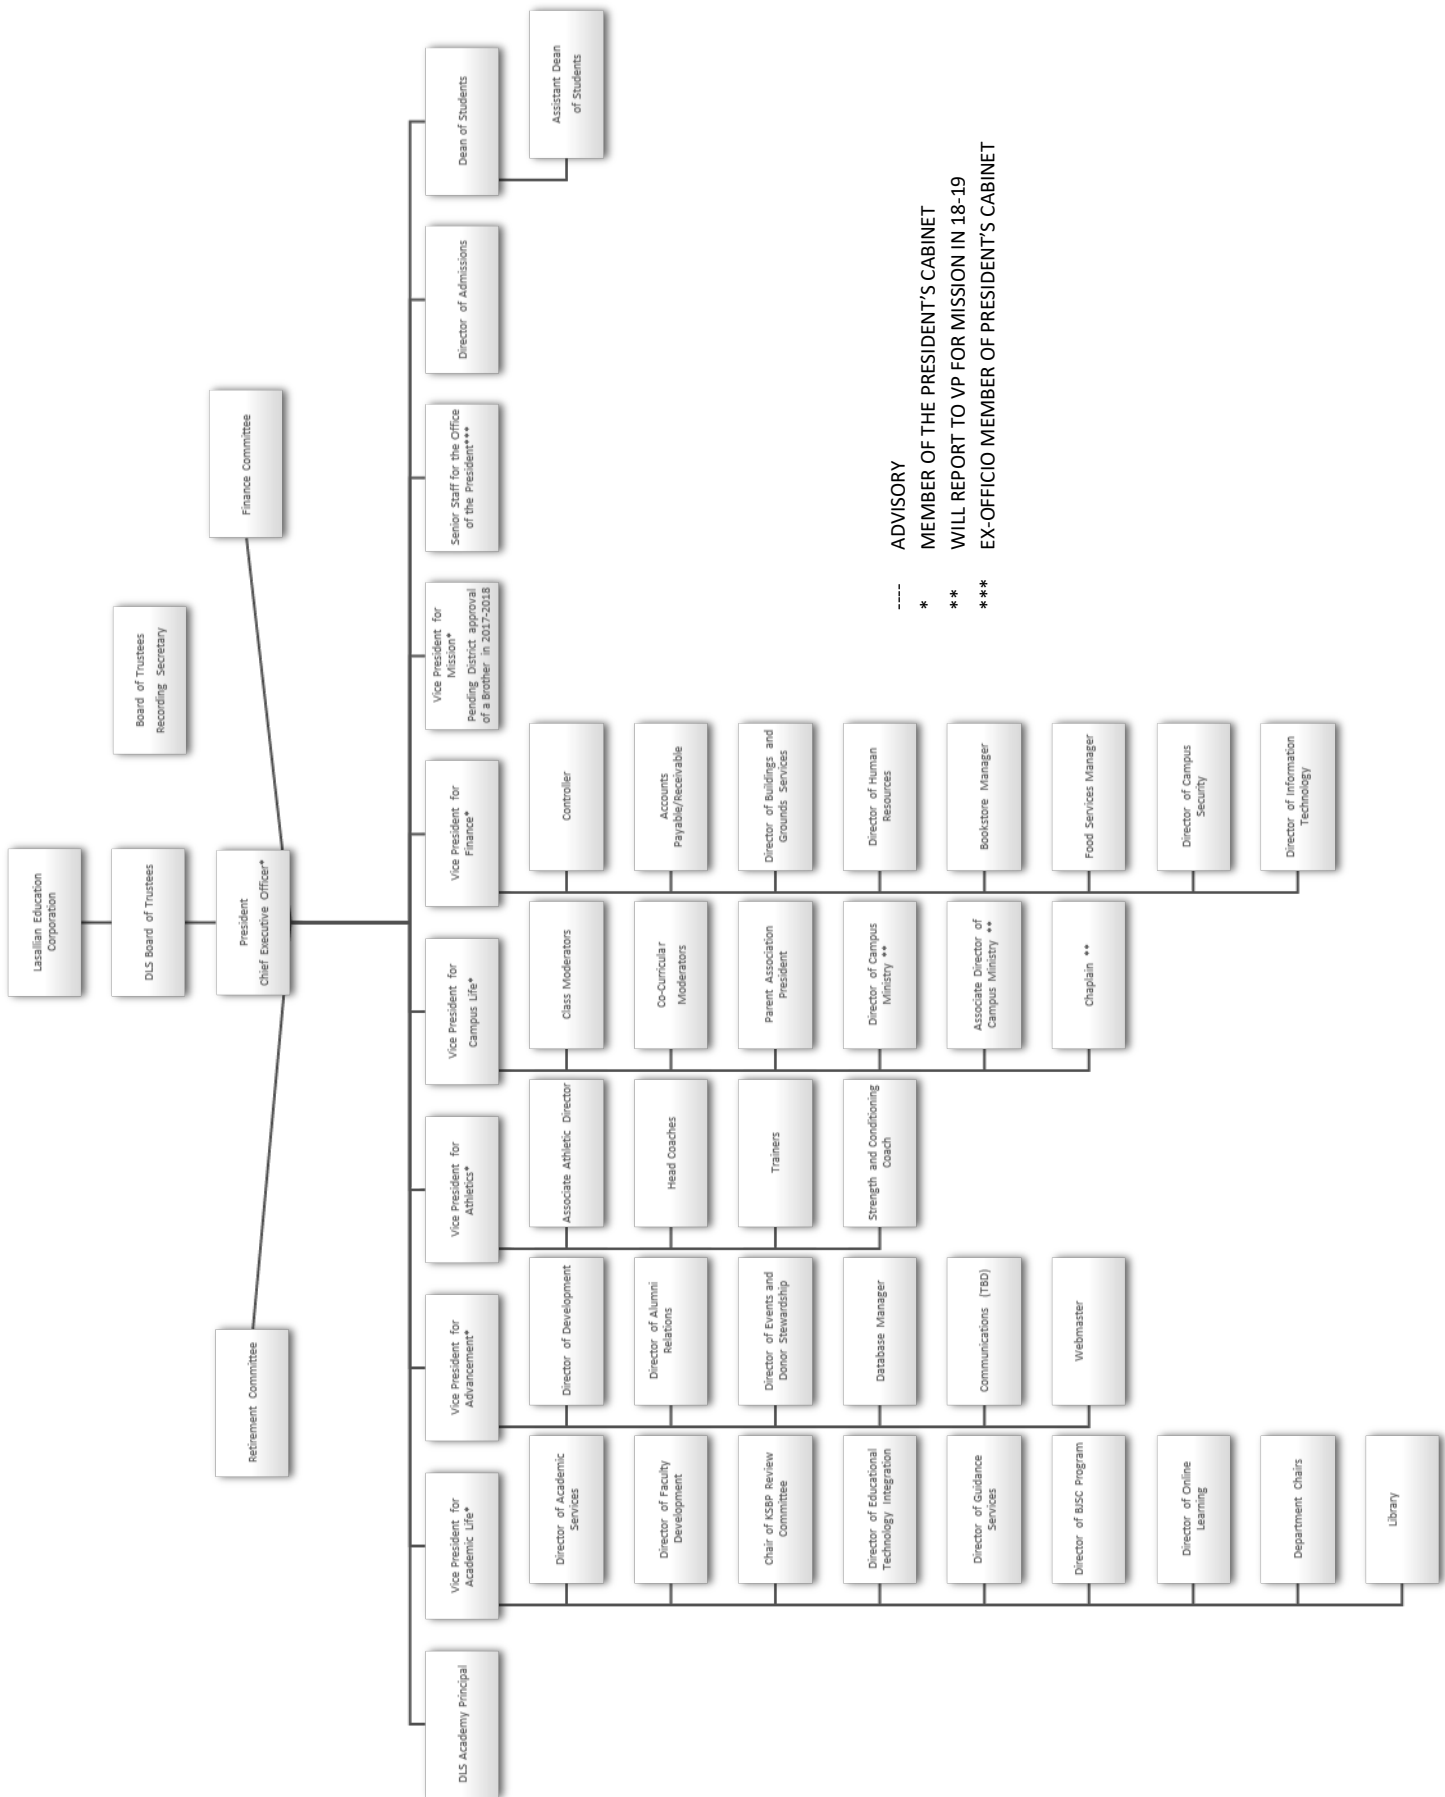 Lasallian Education
Corporation
DLS Board of Trustees
Board of Trustees
Recording Secretary
President
Chief Executive Officer*
Retirement Committee
Finance Committee
DLS Academy Principal
Vice President for
Academic Life*
Director of Academic
Services
Director of Faculty
Development
Chair of KSBP Review
Committee
Director of Educational
Technology Integration
Director of Guidance
Services
Director of BJSC Program
Director of Online
Learning
Department Chairs
Library
Vice President for
Advancement*
Director of Development
Director of Alumni
Relations
Director of Events and
Donor Stewardship
Database Manager
Communications (TBD)
Webmaster
Vice President for
Athletics*
Associate Athletic Director
Head Coaches
Trainers
Strength and Conditioning
Coach
Vice President for
Campus Life*
Class Moderators
Co-Curricular
Moderators
Parent Association
President
Director of Campus
Ministry **
Associate Director of
Campus Ministry **
Chaplain **
Vice President for
Finance*
Controller
Accounts
Payable/Receivable
Director of Buildings and
Grounds Services
Director of Human
Resources
Bookstore Manager
Food Services Manager
Director of Campus
Security
Director of Information
Technology
Vice President for
Mission*
Pending District approval
of a Brother in 2017-2018
Senior Staff for the Office
of the President***
Director of Admissions
Dean of Students
Assistant Dean
of Students
---- ADVISORY
* MEMBER OF THE PRESIDENT'S CABINET
** WILL REPORT TO VP FOR MISSION IN 18-19
*** EX-OFFICIO MEMBER OF PRESIDENT'S CABINET